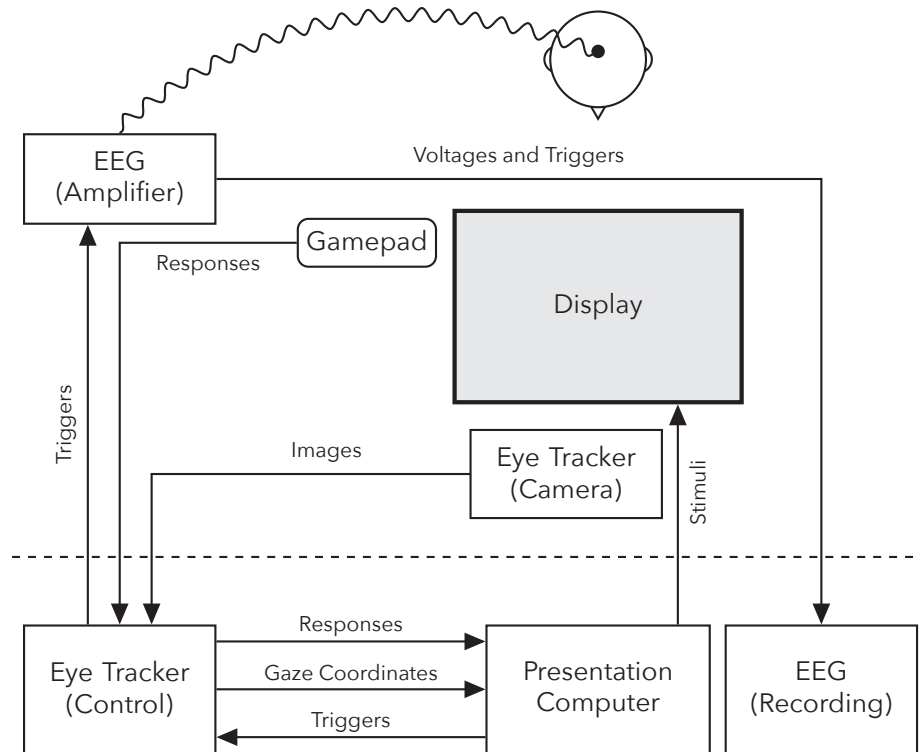 EEG
(Amplifier)
Voltages and Triggers
Gamepad
Responses
Display
Triggers
Images
Eye Tracker
(Camera)
Stimuli
Eye Tracker
(Control)
Responses
Gaze Coordinates
Triggers
Presentation
Computer
EEG
(Recording)